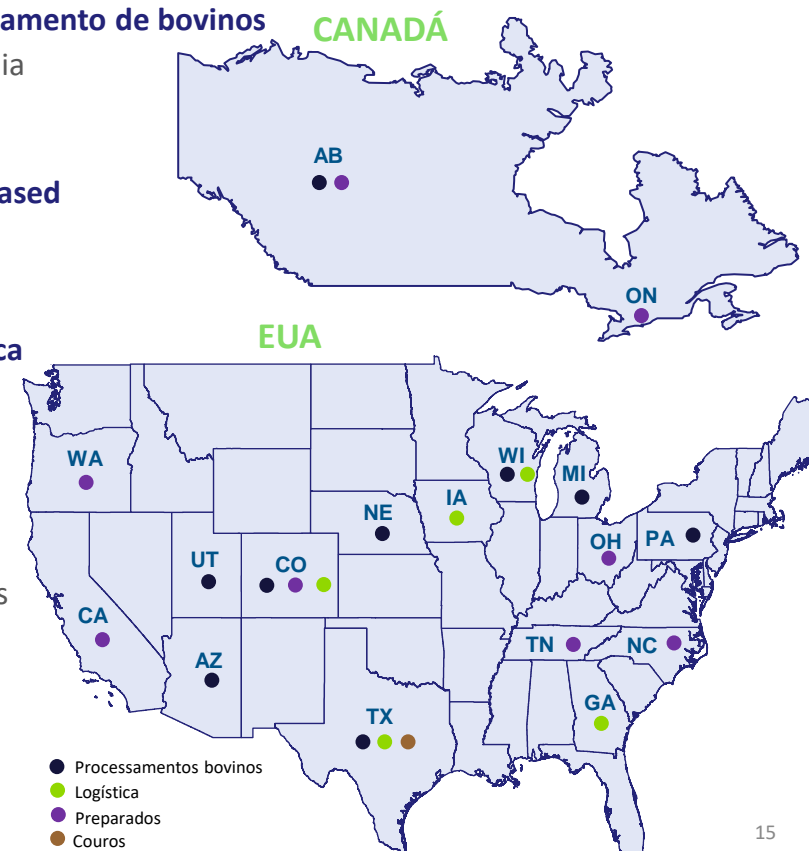 amento de bovinos
CANADÁ
ia
AB
ased
ON
EUA
ca
WA
WI
MI
NE
IA
OH
PA
UT
CO
s
CA
TN
NC
AZ
GA
TX
Processamentos bovinos
Logística
Preparados
Couros
15